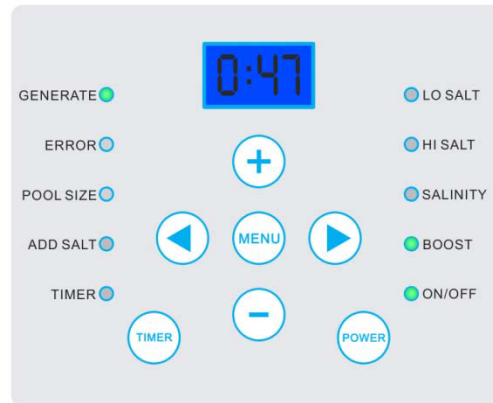 0:47
GENERATE
LO SALT
ERROR
HI SALT
+
POOL SIZE
SALINITY
ADD SALT
MENU
BOOST
TIMER
-
ON/OFF
TIMER
POWER